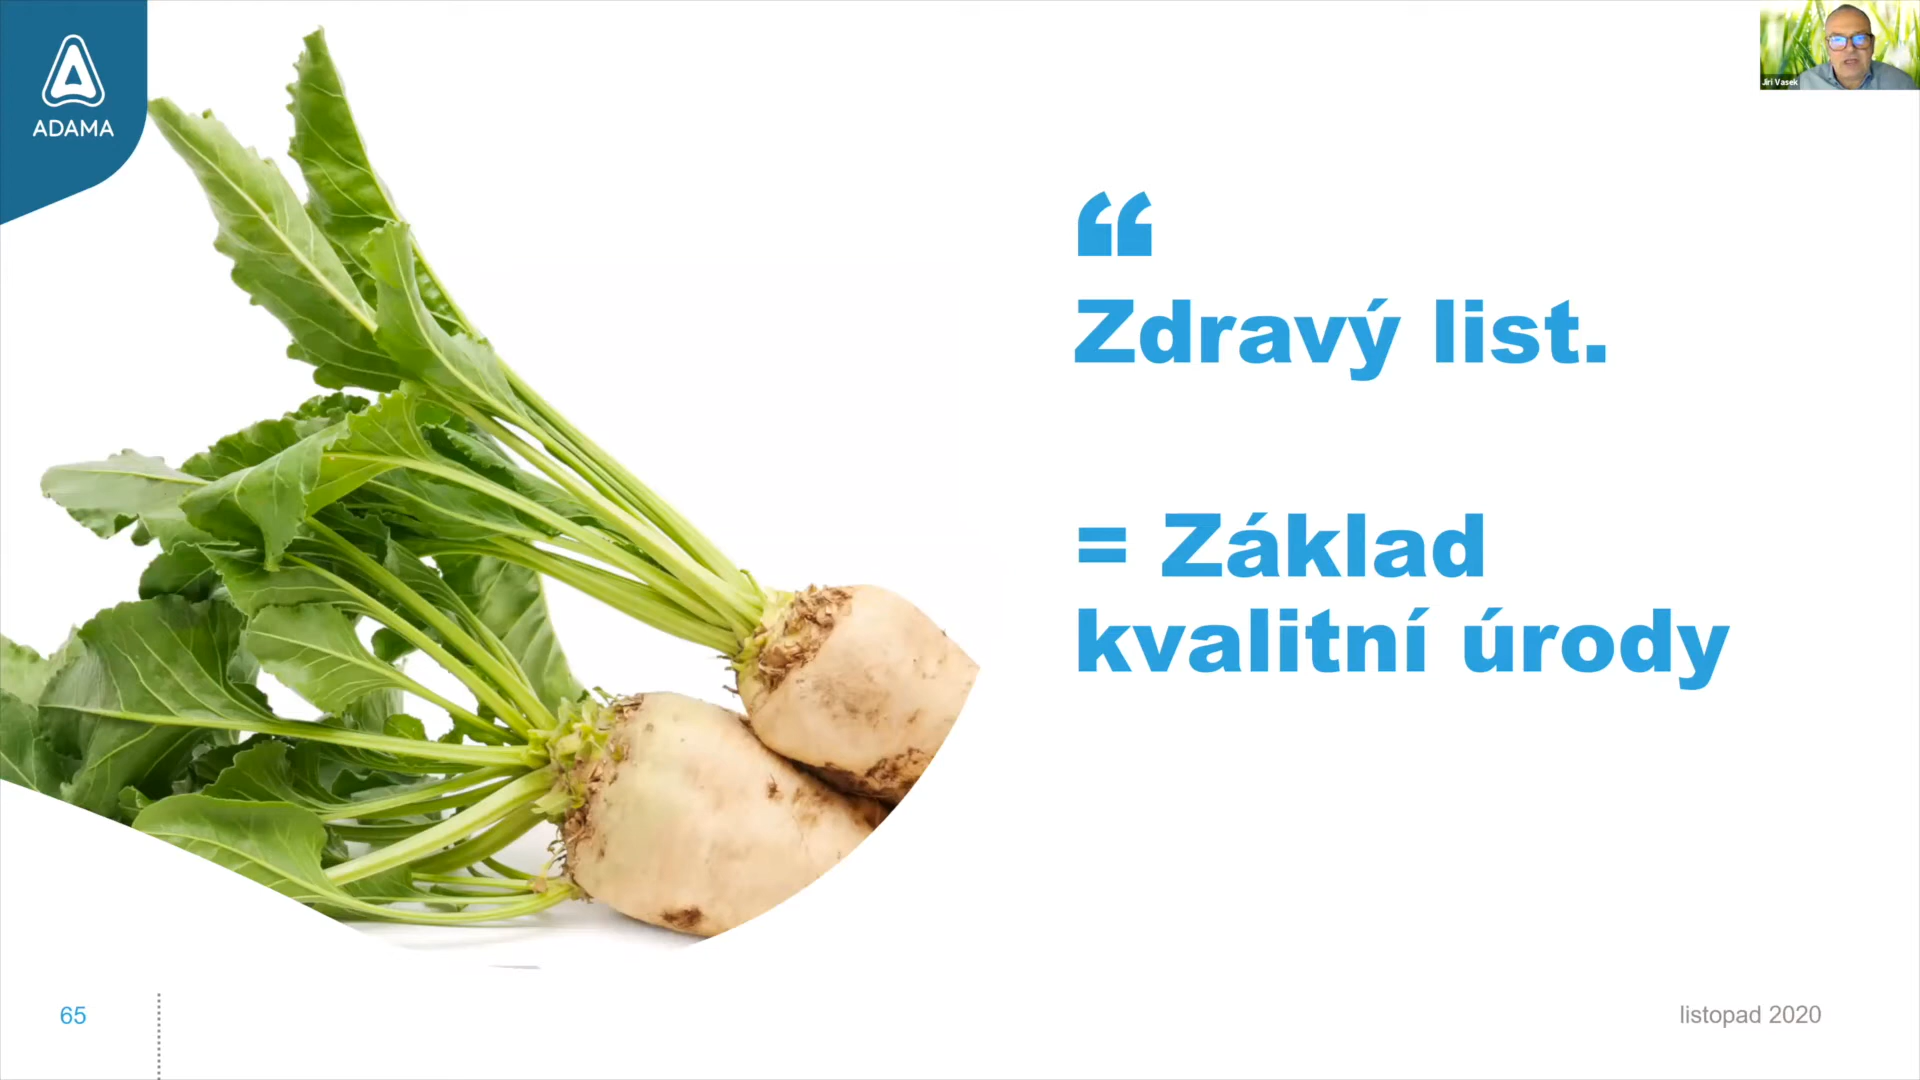 ADAMA
Jiri Vasek
“
Zdravý list.
= Základ
kvalitní úrody
65
listopad 2020